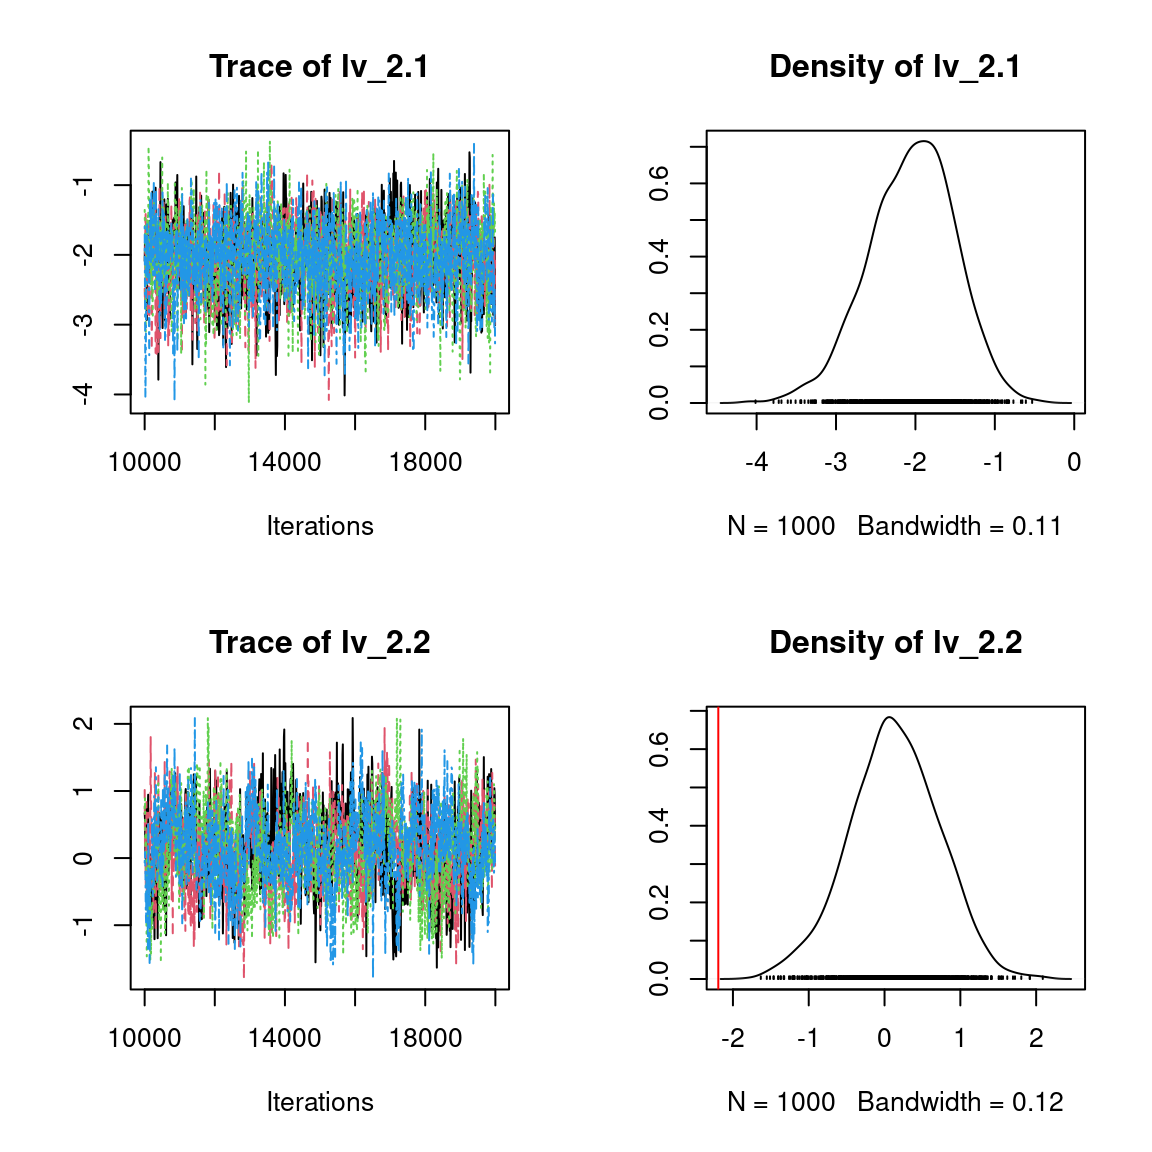 Trace of lv_2.1
Density of lv_2.1
-1
-2
-3
-4
10000 14000 18000
Iterations
0.6
0.4
0.2
0.0
-4 -3 -2 -1 0
N = 1000 Bandwidth = 0.11
Trace of lv_2.2
Density of lv_2.2
2
1
0
-1
10000 14000 18000
Iterations
0.6
0.4
0.2
0.0
-2 -1 0 1 2
N = 1000 Bandwidth = 0.12